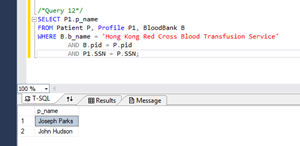 /*Query 12*/
SELECT P1.p_name
FROM Patient P, Profile P1, BloodBank B
WHERE B.b_name = 'Hong Kong Red Cross Blood Transfusion Service'
AND B.pid = P.pid
AND P1.SSN = P.SSN;
100 %
T-SQL Results Message
p_name
1 Joseph Parks
2 John Hudson